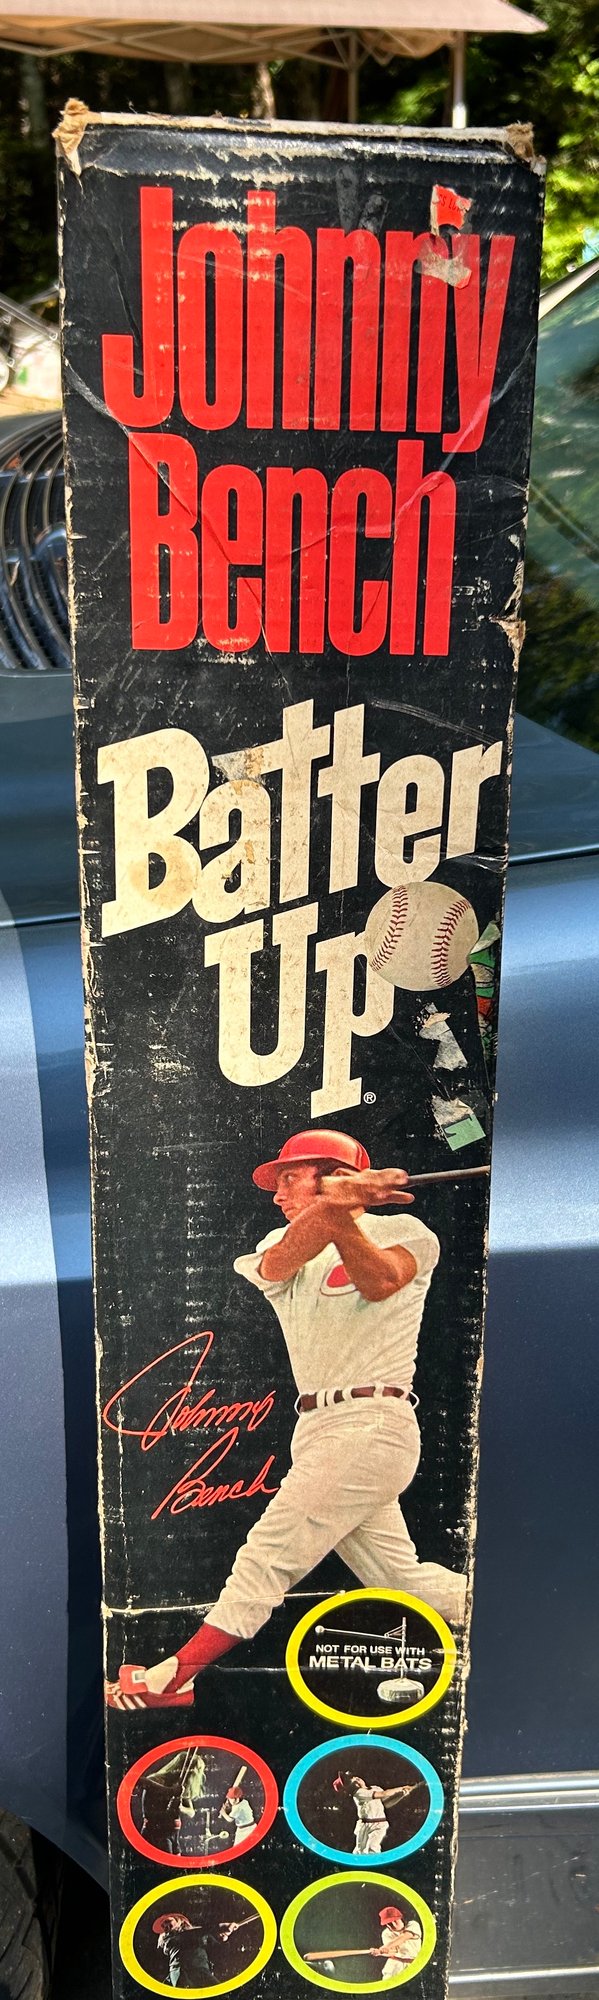 Johnny
Bench
Batter
Up®
Johnny
Bench
NOT FOR USE WITH
METAL BATS